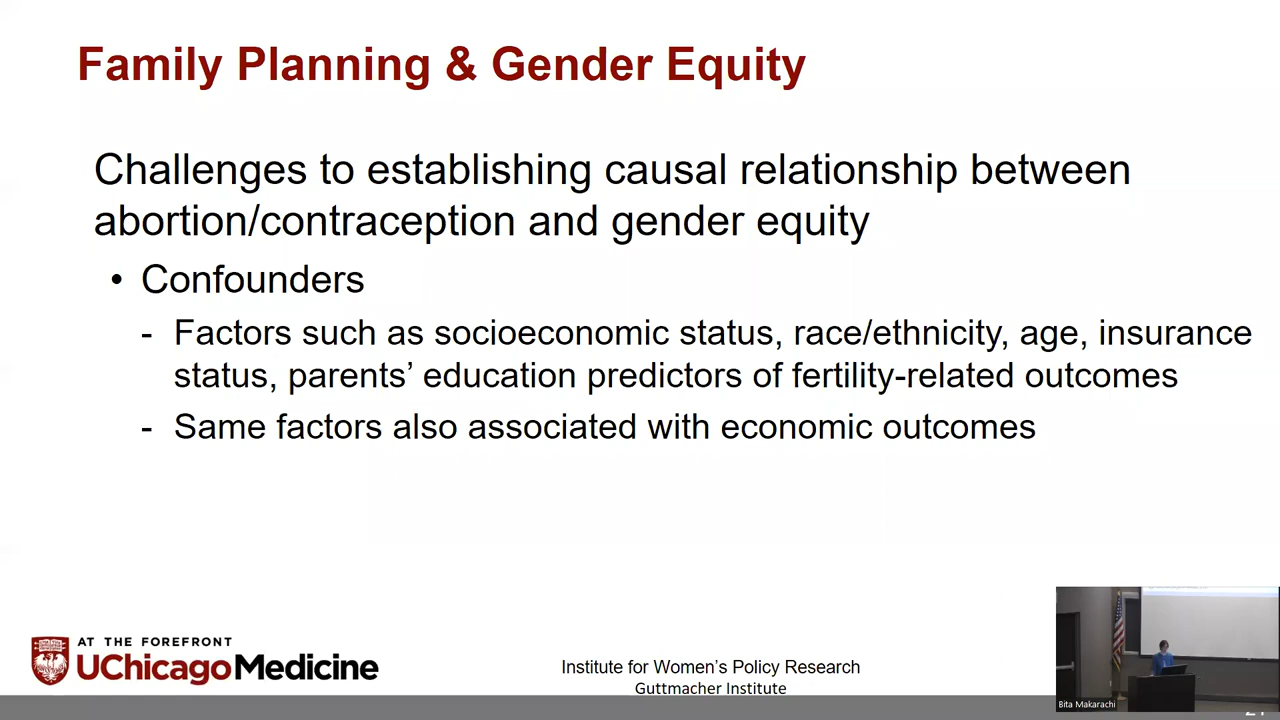 Family Planning & Gender Equity
Challenges to establishing causal relationship between
abortion/contraception and gender equity
• Confounders
- Factors such as socioeconomic status, race/ethnicity, age, insurance
status, parents’ education predictors of fertility-related outcomes
- Same factors also associated with economic outcomes
AT THE FOREFRONT
UChicago Medicine
Institute for Women’s Policy Research
Guttmacher Institute
Bita Makarachi